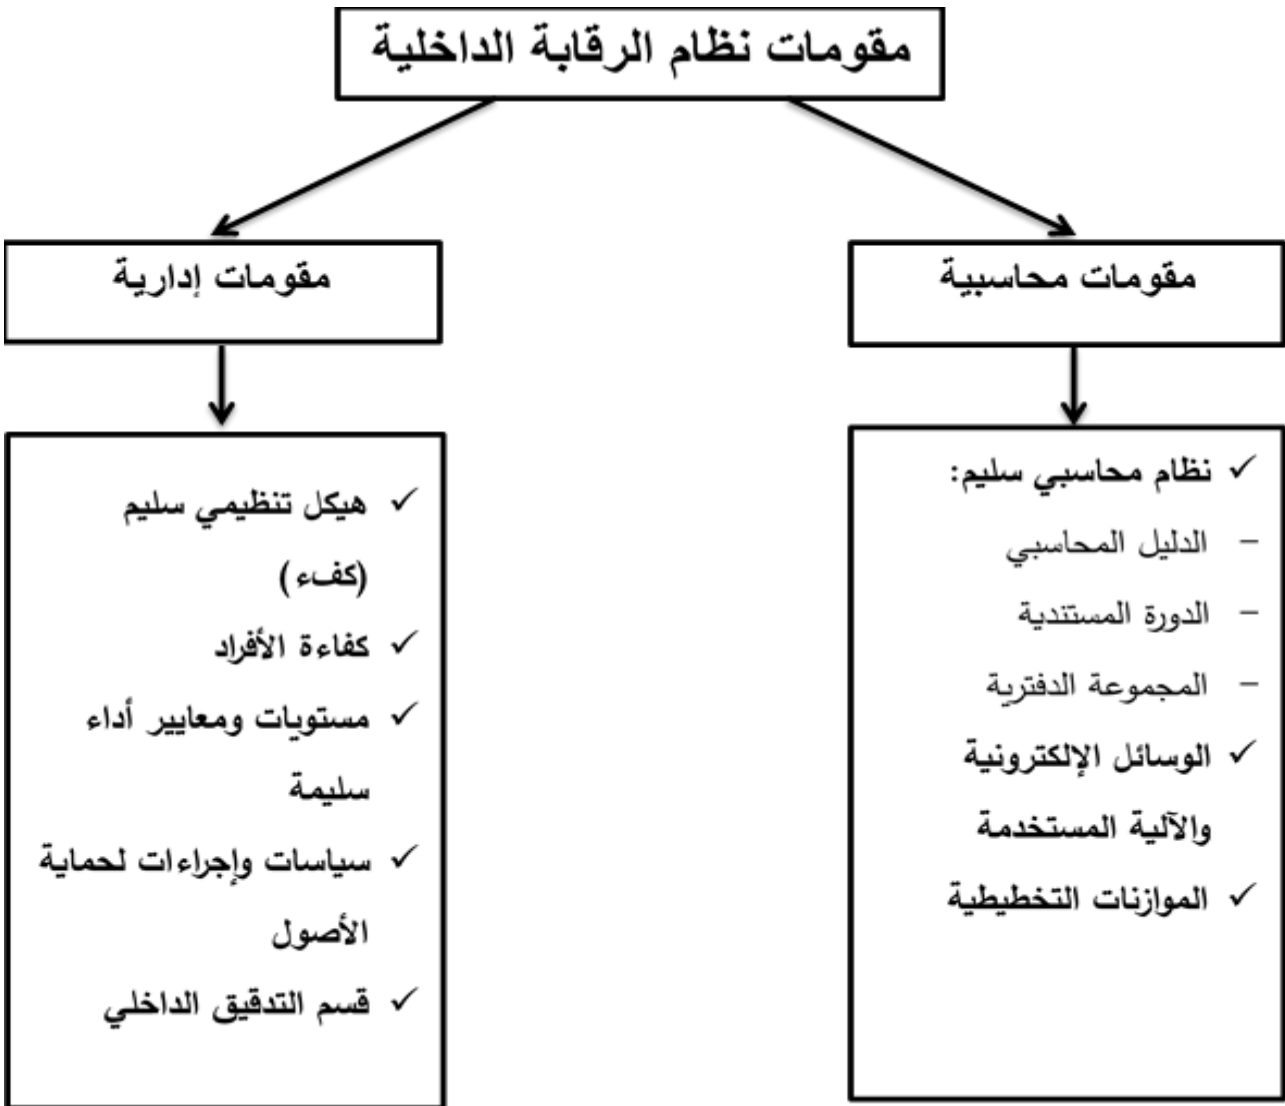 مقومات نظام الرقابة الداخلية
مقومات محاسبية
مقومات إدارية
✓ نظام محاسبي سليم:
– الدليل المحاسبي
– الدورة المستندية
– المجموعة الدفترية
✓ الوسائل الإلكترونية
والآلية المستخدمة
✓ الموازنات التخطيطية
✓ هيكل تنظيمي سليم
(كفء)
✓ كفاءة الأفراد
✓ مستويات ومعايير أداء
سليمة
✓ سياسات وإجراءات لحماية
الأصول
✓ قسم التدقيق الداخلي